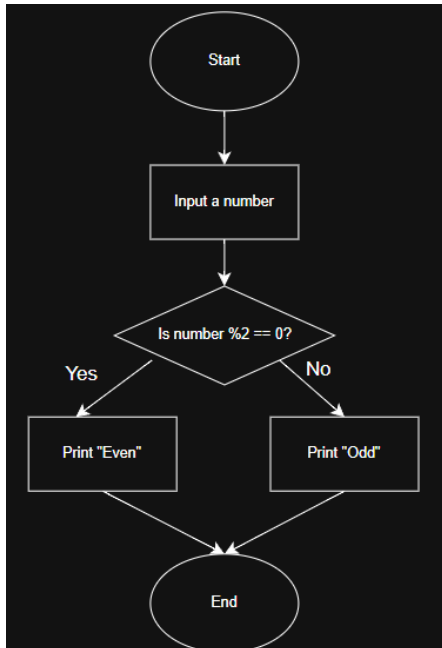 Start
Input a number
Is number %2 == 0?
Yes
No
Print "Even"
Print "Odd"
End